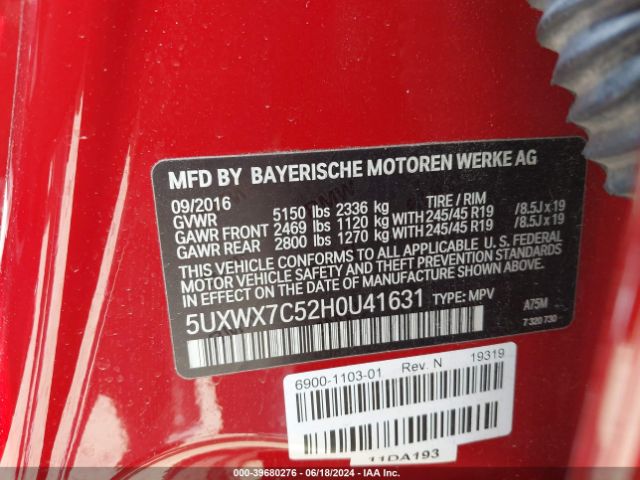 MFD BY BAYERISCHE MOTOREN WERKE AG
09/2016 TIRE / RIM
GVWR 5150 lbs 2336 kg
GAWR FRONT 2469 lbs 1120 kg WITH 245/45 R19 /8.5J x 19
GAWR REAR 2800 lbs 1270 kg WITH 245/45 R19 /8.5J x 19
THIS VEHICLE CONFORMS TO ALL APPLICABLE U. S. FEDERAL
MOTOR VEHICLE SAFETY BUMPER, AND THEFT PREVENTION STANDARDS
IN EFFECT ON THE DATE OF MANUFACTURE SHOWN ABOVE.
5UXWX7C52H0U41631 TYPE: MPV
A75M
7 320 730
6900-1103-01 Rev. N 19319
11DA193
000-39680276 - 06/18/2024 - IAA